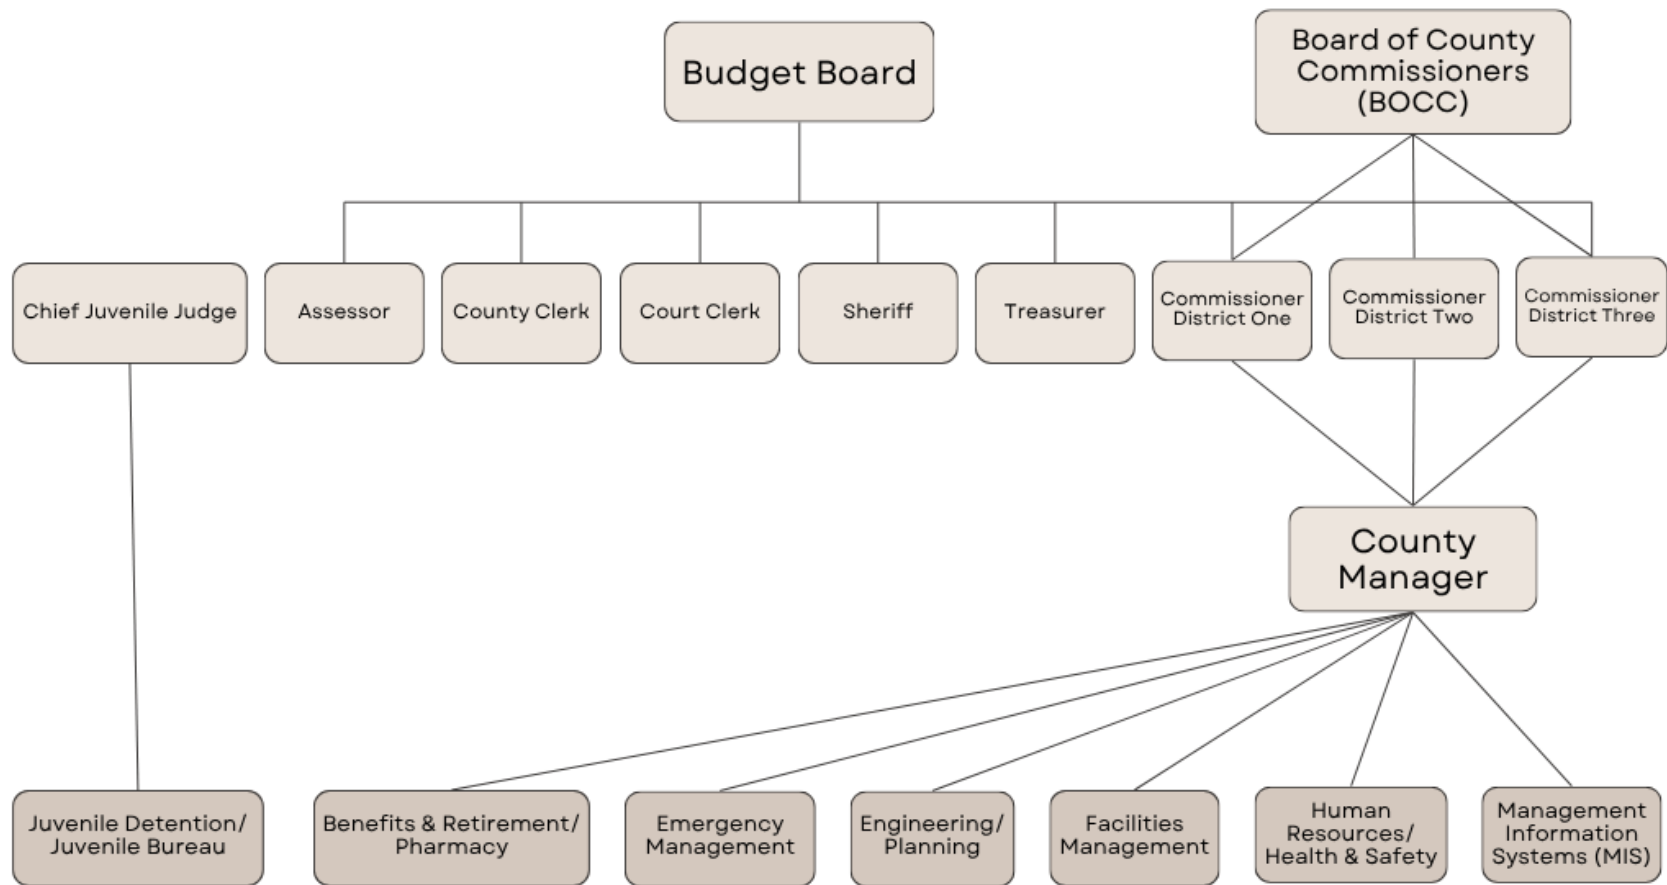 Budget Board
Board of County
Commissioners
(BOCC)
Chief Juvenile Judge
Assessor
County Clerk
Court Clerk
Sheriff
Treasurer
Commissioner
District One
Commissioner
District Two
Commissioner
District Three
County
Manager
Juvenile Detention/
Juvenile Bureau
Benefits & Retirement/
Pharmacy
Emergency
Management
Engineering/
Planning
Facilities
Management
Human
Resources/
Health & Safety
Management
Information
Systems (MIS)